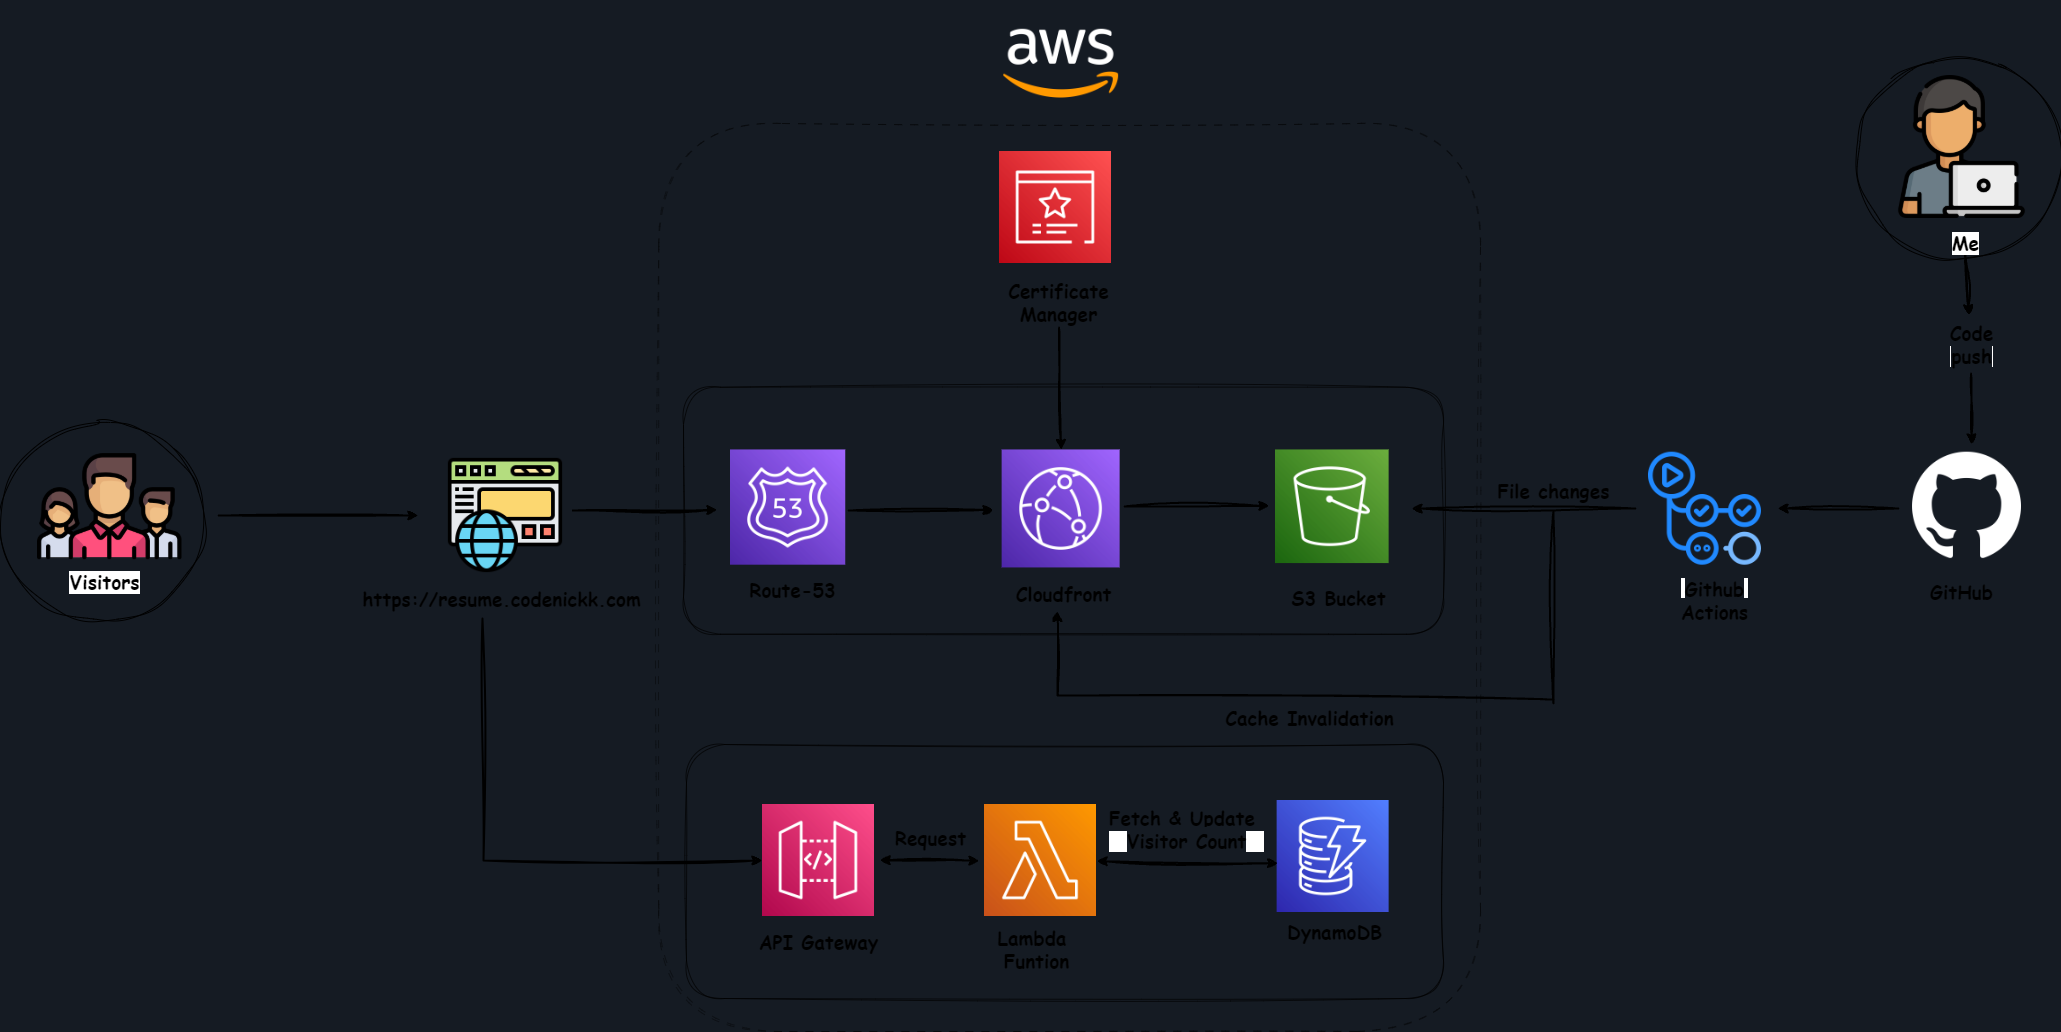 aws
Me
Certificate
Manager
Code
push
53
File changes
Visitors
https://resume.codenickk.com
Route-53
Cloudfront
S3 Bucket
Github
Actions
GitHub
Cache Invalidation
Request
Fetch & Update
Visitor Count
</>
API Gateway
Lambda
Funtion
DynamoDB